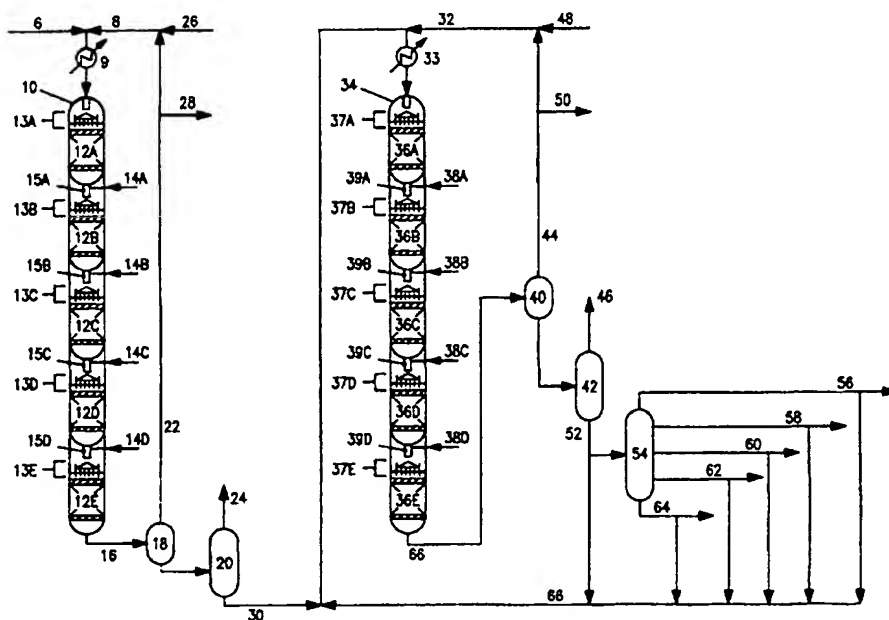 6 8 26 32 48
9 33
10 28 34 50
13A 12A 37A 36A
15A 14A 39A 38A
13B 12B 37B 36B 44
15B 14B 39B 38B
13C 12C 37C 36C 40 46
15C 14C 39C 38C
13D 12D 22 37D 36D 42 56
15D 14D 39D 38D 52 54 58
13E 12E 24 37E 36E 60
62
16 18 20 66 64
30 66